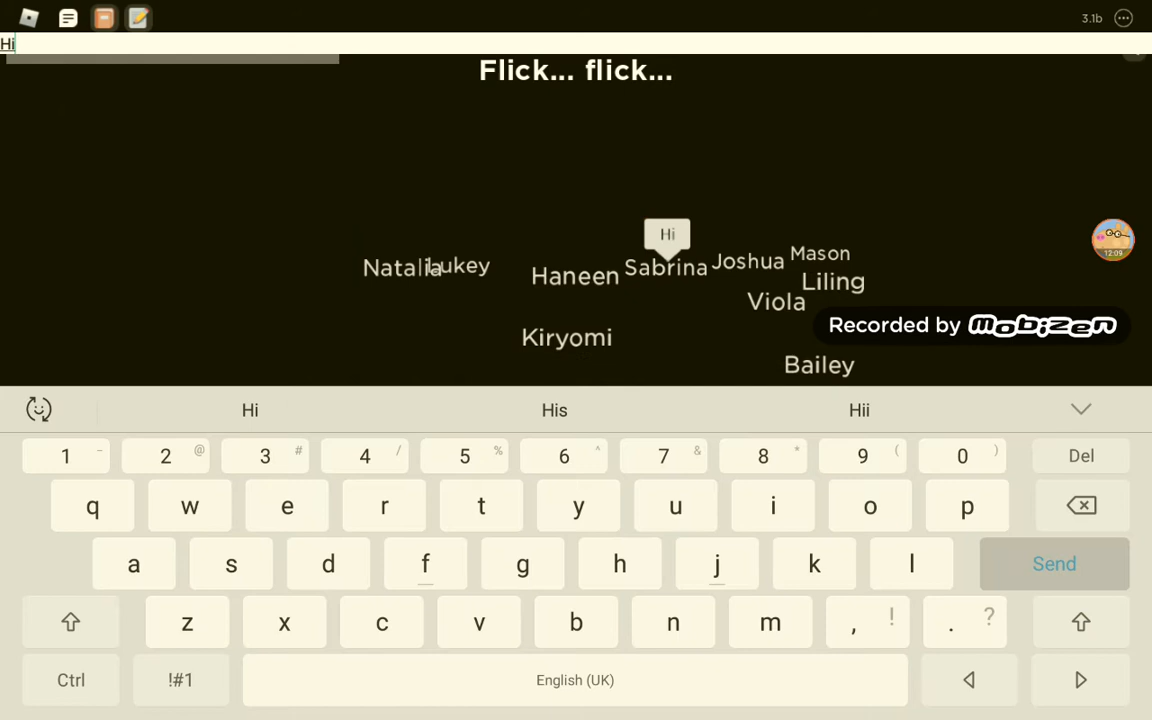 3.1b
Hi
Flick... flick...
Hi
Natalia Lukey Haneen Sabrina Joshua Mason
Liling
Viola
12:09
Recorded by mobizen
Kiryomi
Bailey
Hi His Hii
1 - 2 @ 3 # 4 / 5 % 6 ^ 7 & 8 * 9 ( 0 ) Del
q w e r t y u i o p
a s d f g h j k l Send
z x c v b n m , ! . ?
Ctrl !#1 English (UK)